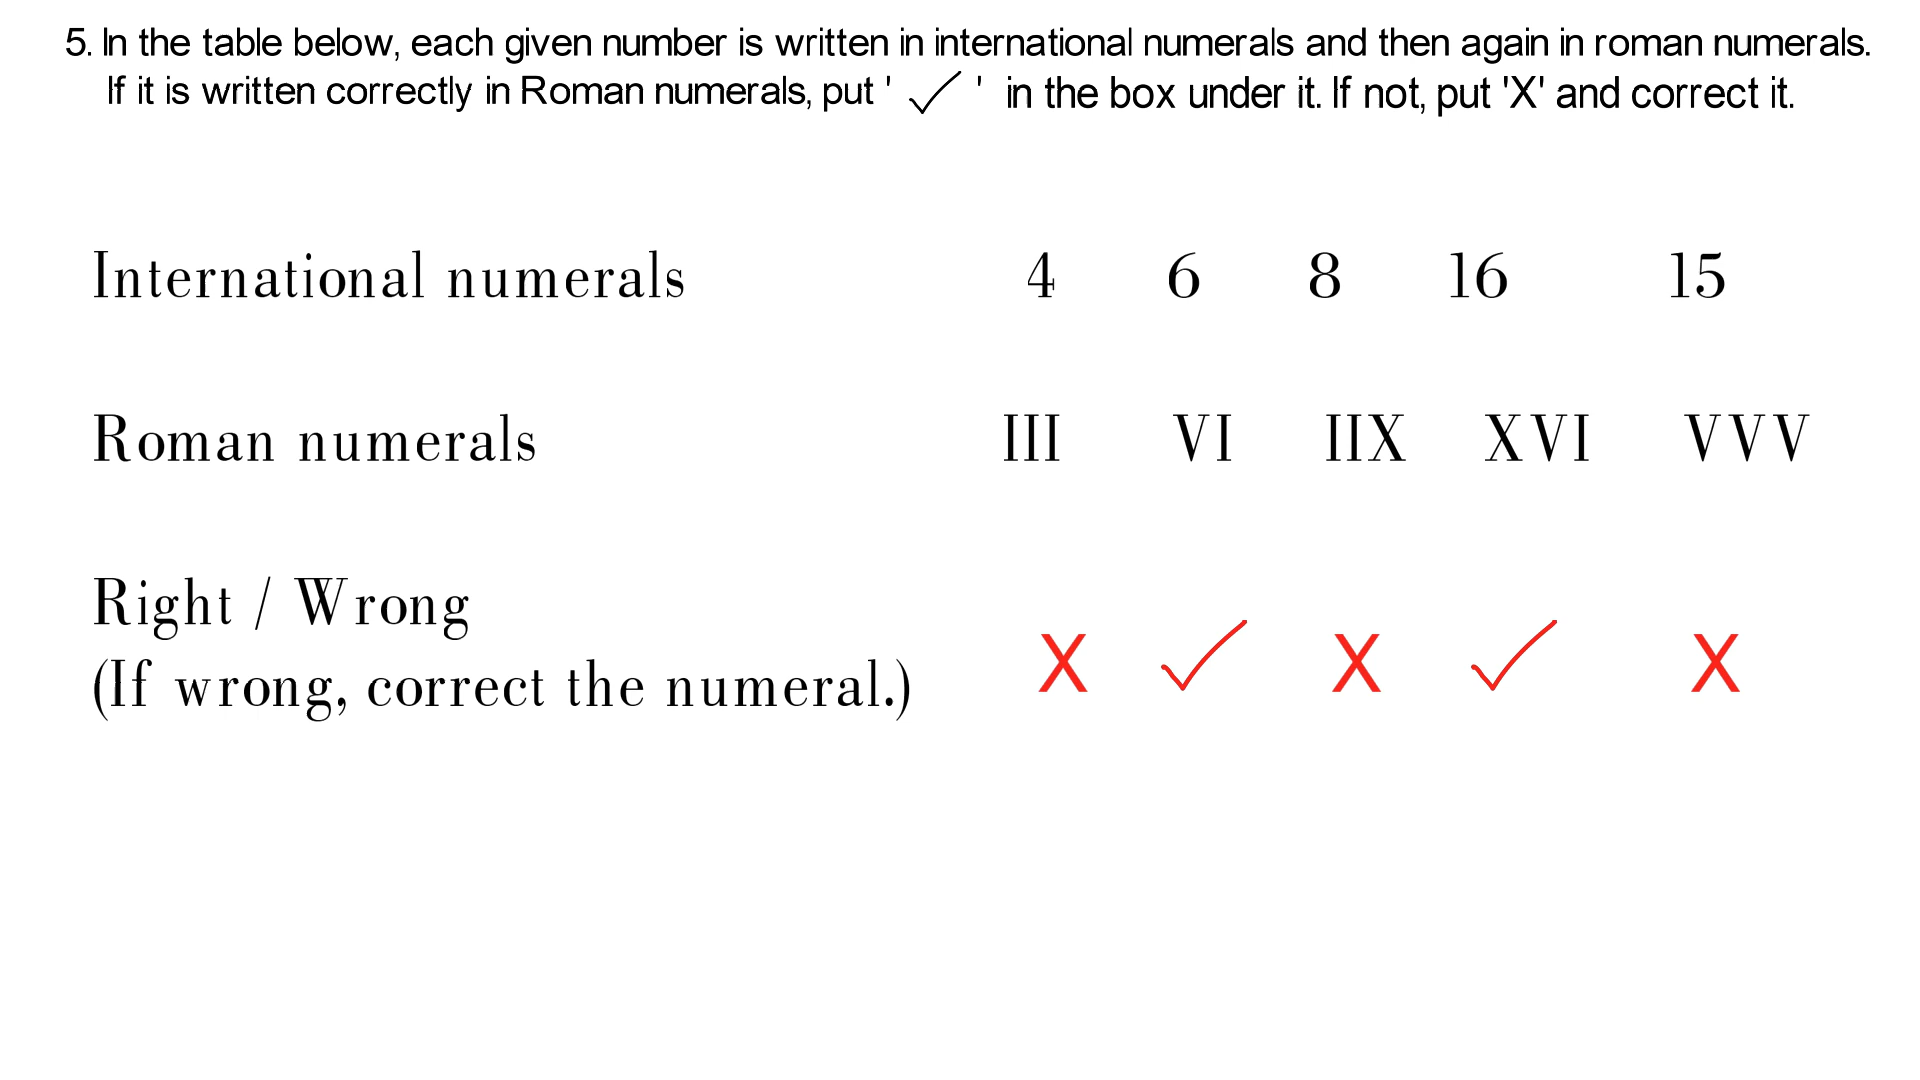 5. In the table below, each given number is written in international numerals and then again in roman numerals.
If it is written correctly in Roman numerals, put ' ✓ ' in the box under it. If not, put 'X' and correct it.
International numerals 4 6 8 16 15
Roman numerals III VI IIX XVI VVV
Right / Wrong
(If wrong, correct the numeral.) X ✓ X ✓ X